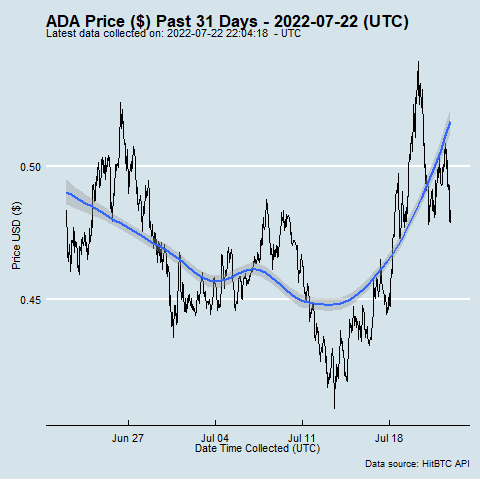 ADA Price ($) Past 31 Days - 2022-07-22 (UTC)
Latest data collected on: 2022-07-22 22:04:18 - UTC
Price USD ($)
0.50
0.45
Jun 27
Jul 04
Jul 11
Jul 18
Date Time Collected (UTC)
Data source: HitBTC API